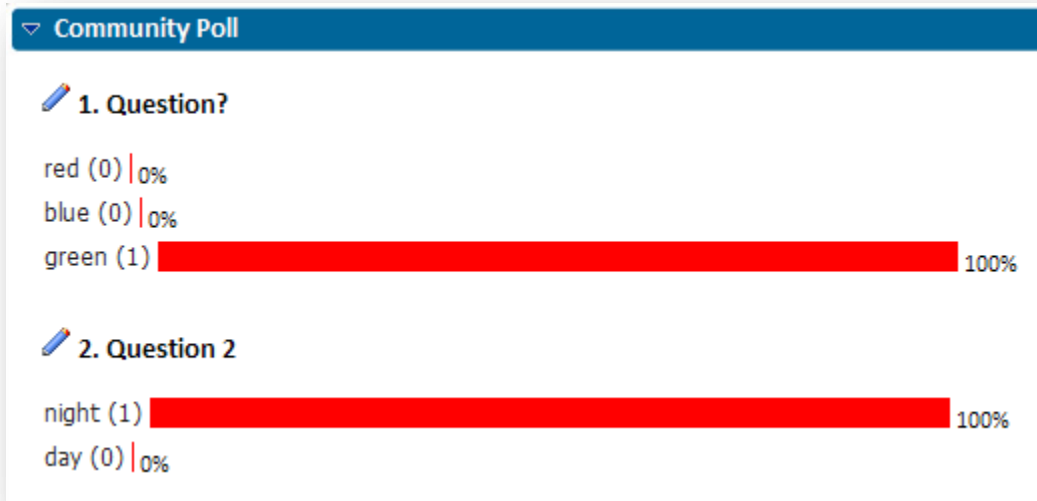 Community Poll
1. Question?
red (0) 0%
blue (0) 0%
green (1) 100%
2. Question 2
night (1) 100%
day (0) 0%